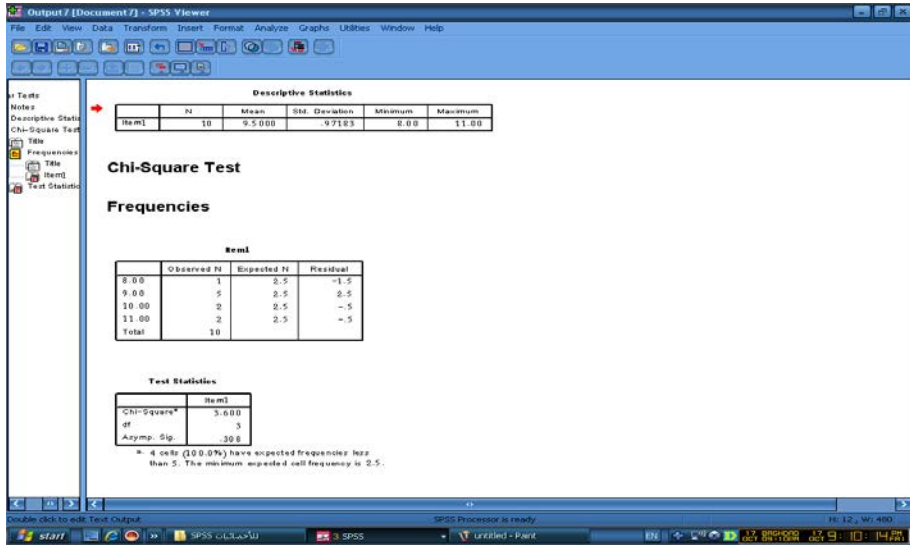 Output7 [Document7] - SPSS Viewer
File Edit View Data Transform Insert Format Analyze Graphs Utilities Window Help
ar Tests
Notes
Descriptive Statis
Chi-Square Test
Title
Frequencies
Title
Item1
Test Statistic
Descriptive Statistics
N Mean Std. Deviation Minimum Maximum
Item1 10 9.5000 .97183 8.00 11.00
Chi-Square Test
Frequencies
Item1
Observed N Expected N Residual
8.00 1 2.5 -1.5
9.00 5 2.5 2.5
10.00 2 2.5 -.5
11.00 2 2.5 -.5
Total 10
Test Statistics
Item1
Chi-Square a 3.600
df 3
Asymp. Sig. .308
a. 4 cells (100.0%) have expected frequencies less
than 5. The minimum expected cell frequency is 2.5.
Double click to edit Text Output SPSS Processor is ready H: 12 , W: 460
start SPSS 3 SPSS untitled - Paint EN 17 OCT